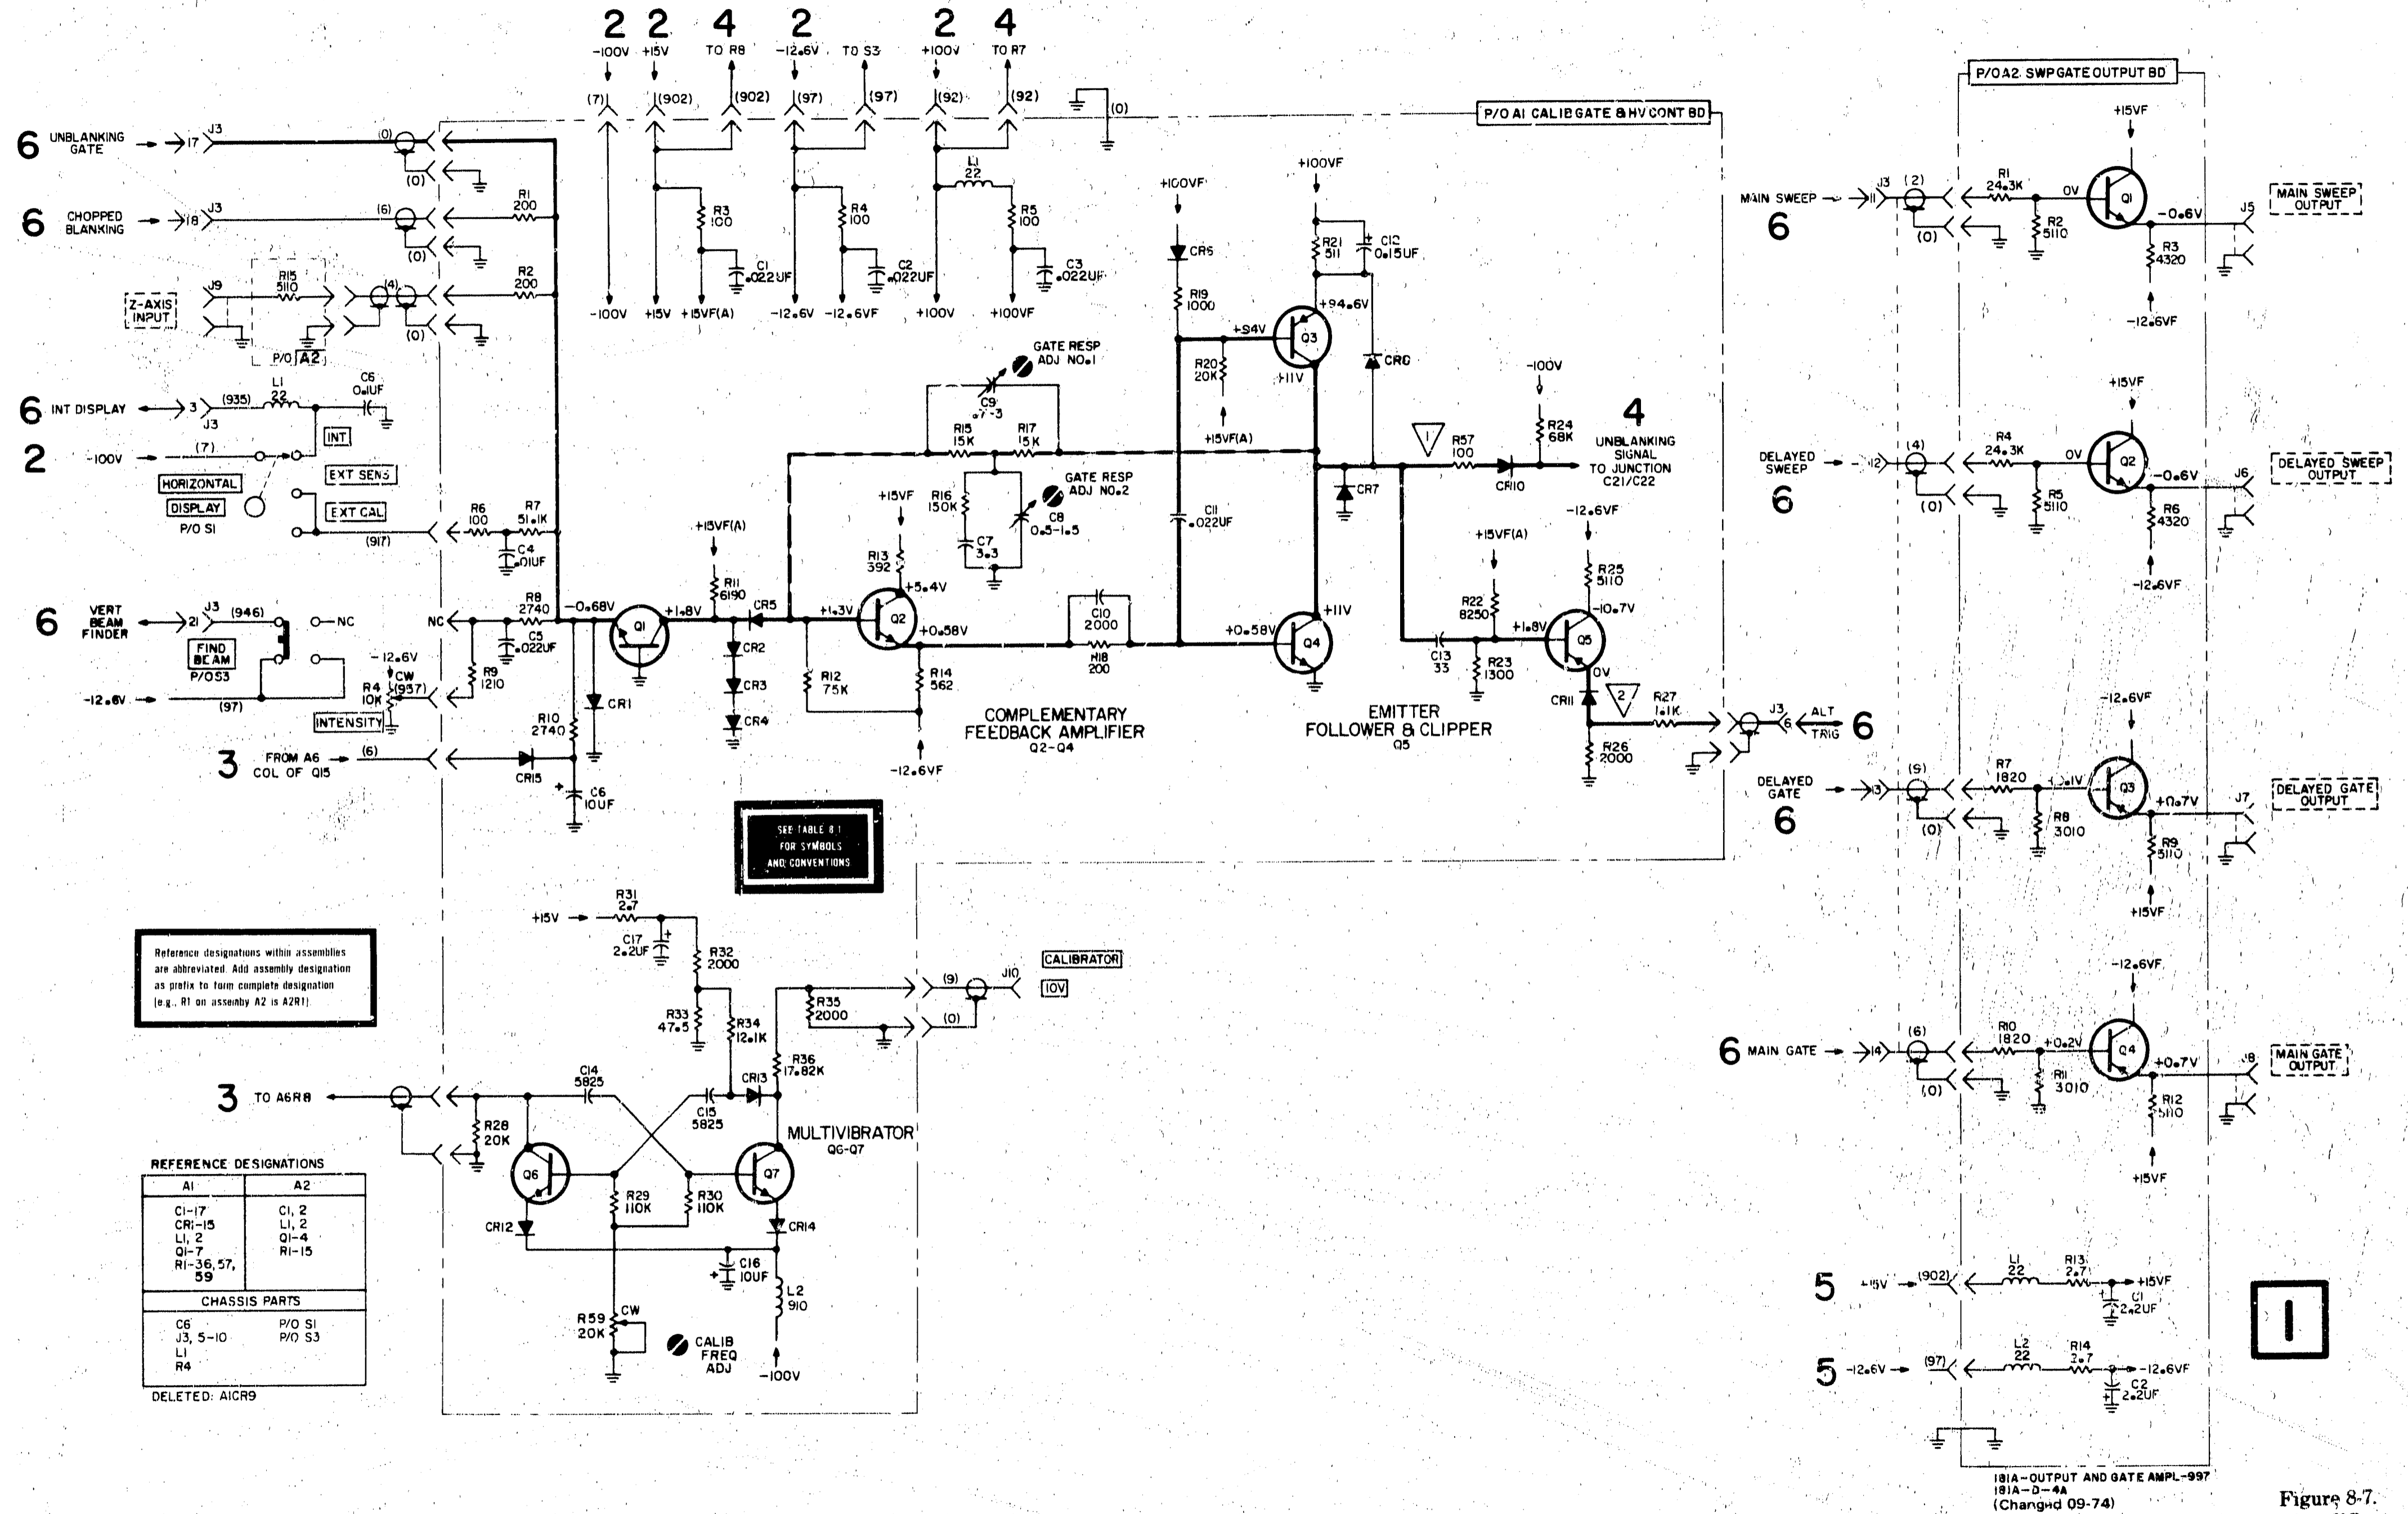 2 2 4 2 2 4
-100V +15V TO R8 -12.6V TO S3 +100V TO R7
(7) (902) (902) (97) (97) (92) (92) (0)
P/O A1 CALIB GATE & HV CONT BD
P/O A2 SWP GATE OUTPUT BD
6 UNBLANKING GATE 17 J3 (0)
(0)
6 CHOPPED BLANKING 18 J3 (6)
(0)
R1 200
Z-AXIS INPUT
J9 R15 5110 (4)
(0)
P/O A2
R2 200
L1 22
R3 100
R4 100
R5 100
C1 .022UF
C2 .022UF
C3 .022UF
-100V +15V +15VF(A) -12.6V -12.6VF +100V +100VF
6 INT DISPLAY 3 J3 (935)
L1 22
C6 0.1UF
INT
2 -100V (7)
EXT SENS
HORIZONTAL
DISPLAY
P/O S1
EXT CAL
(917)
R6 100
R7 51.1K
C4 .01UF
6 VERT BEAM FINDER 21 J3 (946)
NC
FIND BEAM
P/O S3
-12.6V (97)
-12.6V
CW
(957)
R4 10K
INTENSITY
NC
R8 2740
C5 .022UF
R9 1210
R10 2740
3 FROM A6 COL OF Q15 (6)
CR15
C6 10UF
CR1
-0.68V
Q1
+1.8V
+15VF(A)
R11 6190
CR5
CR2
CR3
CR4
+1.3V
R12 75K
+15VF
R13 392
+5.4V
Q2
+0.58V
R14 562
-12.6VF
GATE RESP ADJ NO.1
C9
R15 15K
R17 15K
GATE RESP ADJ NO.2
R16 150K
C8 0.5-1.5
C7 3.3
C10 2000
R18 200
COMPLEMENTARY
FEEDBACK AMPLIFIER
Q2-Q4
+100VF
CR6
R19 1000
+94V
R20 20K
+15VF(A)
C11 .022UF
+100VF
R21 511
C12 0.15UF
+94.6V
Q3
+11V
CR8
+11V
+0.58V
Q4
CR7
1
R57 100
CR10
-100V
R24 68K
4
UNBLANKING
SIGNAL
TO JUNCTION
C21/C22
+15VF(A)
R22 8250
C13 33
R23 1300
+1.8V
-12.6VF
R25 5110
-10.7V
Q5
0V
CR11
2
R27 1.1K
R26 2000
J3 6
ALT TRIG 6
EMITTER
FOLLOWER & CLIPPER
Q5
SEE TABLE 8 1
FOR SYMBOLS
AND CONVENTIONS
Reference designations within assemblies
are abbreviated. Add assembly designation
as prefix to form complete designation
(e.g., R1 on assemby A2 is A2R1)
+15V
R31 2.7
C17 2.2UF
R32 2000
R33 47.5
R34 12.1K
R35 2000
R36 17.82K
(9) J10
(0)
CALIBRATOR
10V
3 TO A6R8
R28 20K
C14 5825
C15 5825
CR13
MULTIVIBRATOR
Q6-Q7
Q6
Q7
R29 110K
R30 110K
CR12
CR14
C16 10UF
L2 910
R59 20K
CW
CALIB FREQ ADJ
-100V
REFERENCE DESIGNATIONS
A1 A2
C1-17 C1, 2
CR1-15 L1, 2
L1, 2 Q1-4
Q1-7 R1-15
R1-36, 57,
59
CHASSIS PARTS
C6 P/O S1
J3, 5-10 P/O S3
L1
R4
DELETED: A1CR9
MAIN SWEEP 11 J3 (2)
6
(0)
R1 24.3K
0V
R2 5110
+15VF
Q1
-0.6V
R3 4320
-12.6VF
J5
MAIN SWEEP OUTPUT
DELAYED SWEEP 12 (4)
6
(0)
R4 24.3K
0V
R5 5110
+15VF
Q2
-0.6V
R6 4320
-12.6VF
J6
DELAYED SWEEP OUTPUT
DELAYED GATE 13 (9)
6
(0)
R7 1820
R8 3010
-12.6VF
Q3
+0.7V
R9 5110
+15VF
J7
DELAYED GATE OUTPUT
6 MAIN GATE 14 (6)
(0)
R10 1820
+0.2V
R11 3010
-12.6VF
Q4
+0.7V
R12 5110
+15VF
J8
MAIN GATE OUTPUT
5 +15V (902)
L1 22
R13 2.7
+15VF
C1 2.2UF
5 -12.6V (97)
L2 22
R14 2.7
-12.6VF
C2 2.2UF
1
181A-OUTPUT AND GATE AMPL-997
181A-D-4A
(Changed 09-74)
Figure 8-7.